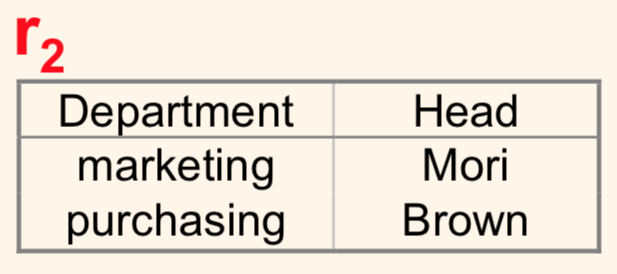 r2
Department Head
marketing Mori
purchasing Brown